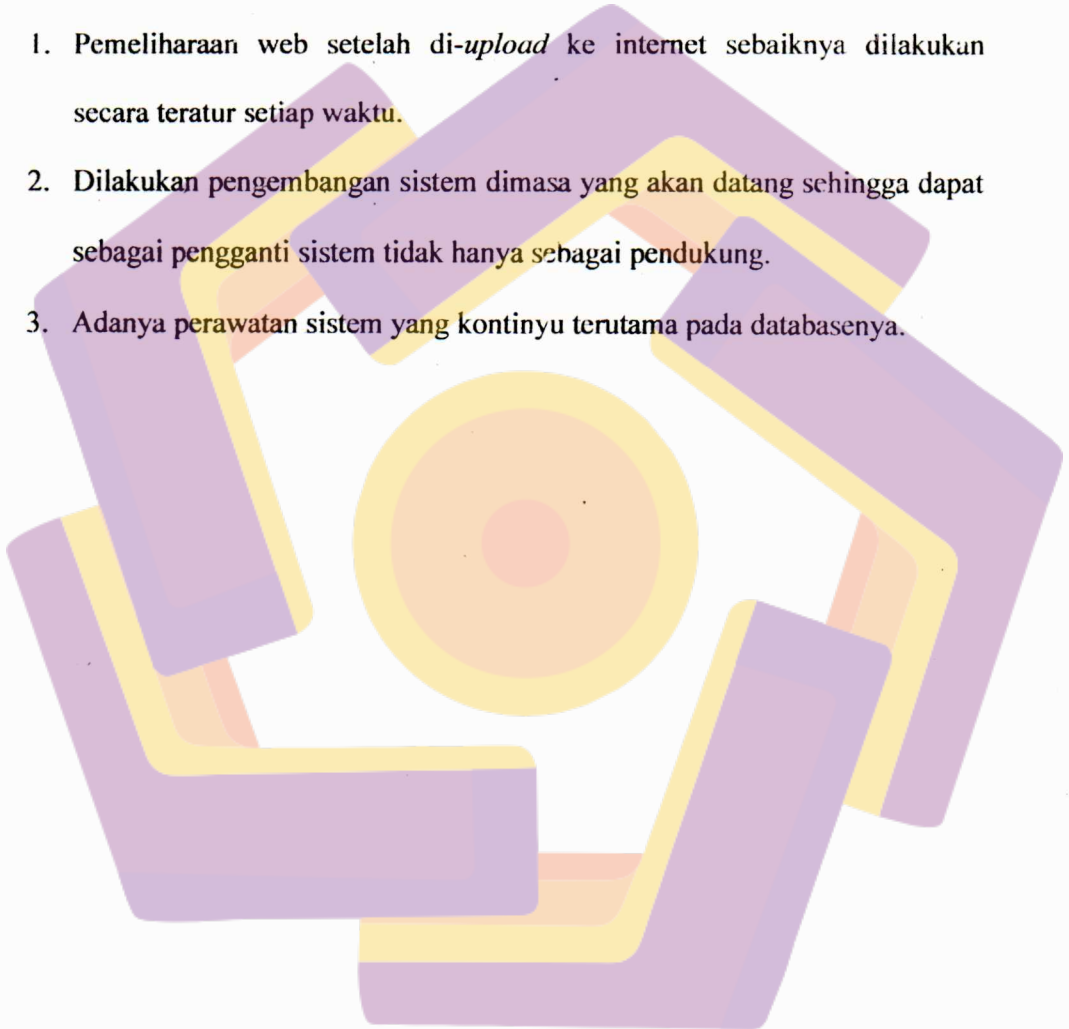 1. Pemeliharaan web setelah di-upload ke internet sebaiknya dilakukan
secara teratur setiap waktu.
2. Dilakukan pengembangan sistem dimasa yang akan datang sehingga dapat
sebagai pengganti sistem tidak hanya sebagai pendukung.
3. Adanya perawatan sistem yang kontinyu terutama pada databasenya.